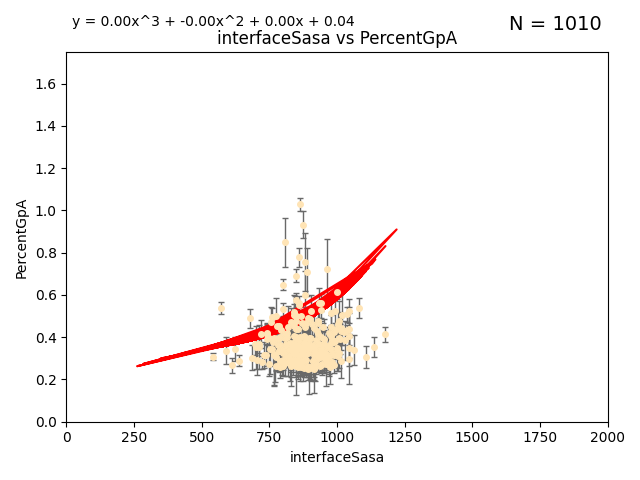 y = 0.00x^3 + -0.00x^2 + 0.00x + 0.04
N = 1010
interfaceSasa vs PercentGpA
1.6
1.4
1.2
1.0
0.8
0.6
0.4
0.2
0.0
PercentGpA
0 250 500 750 1000 1250 1500 1750 2000
interfaceSasa